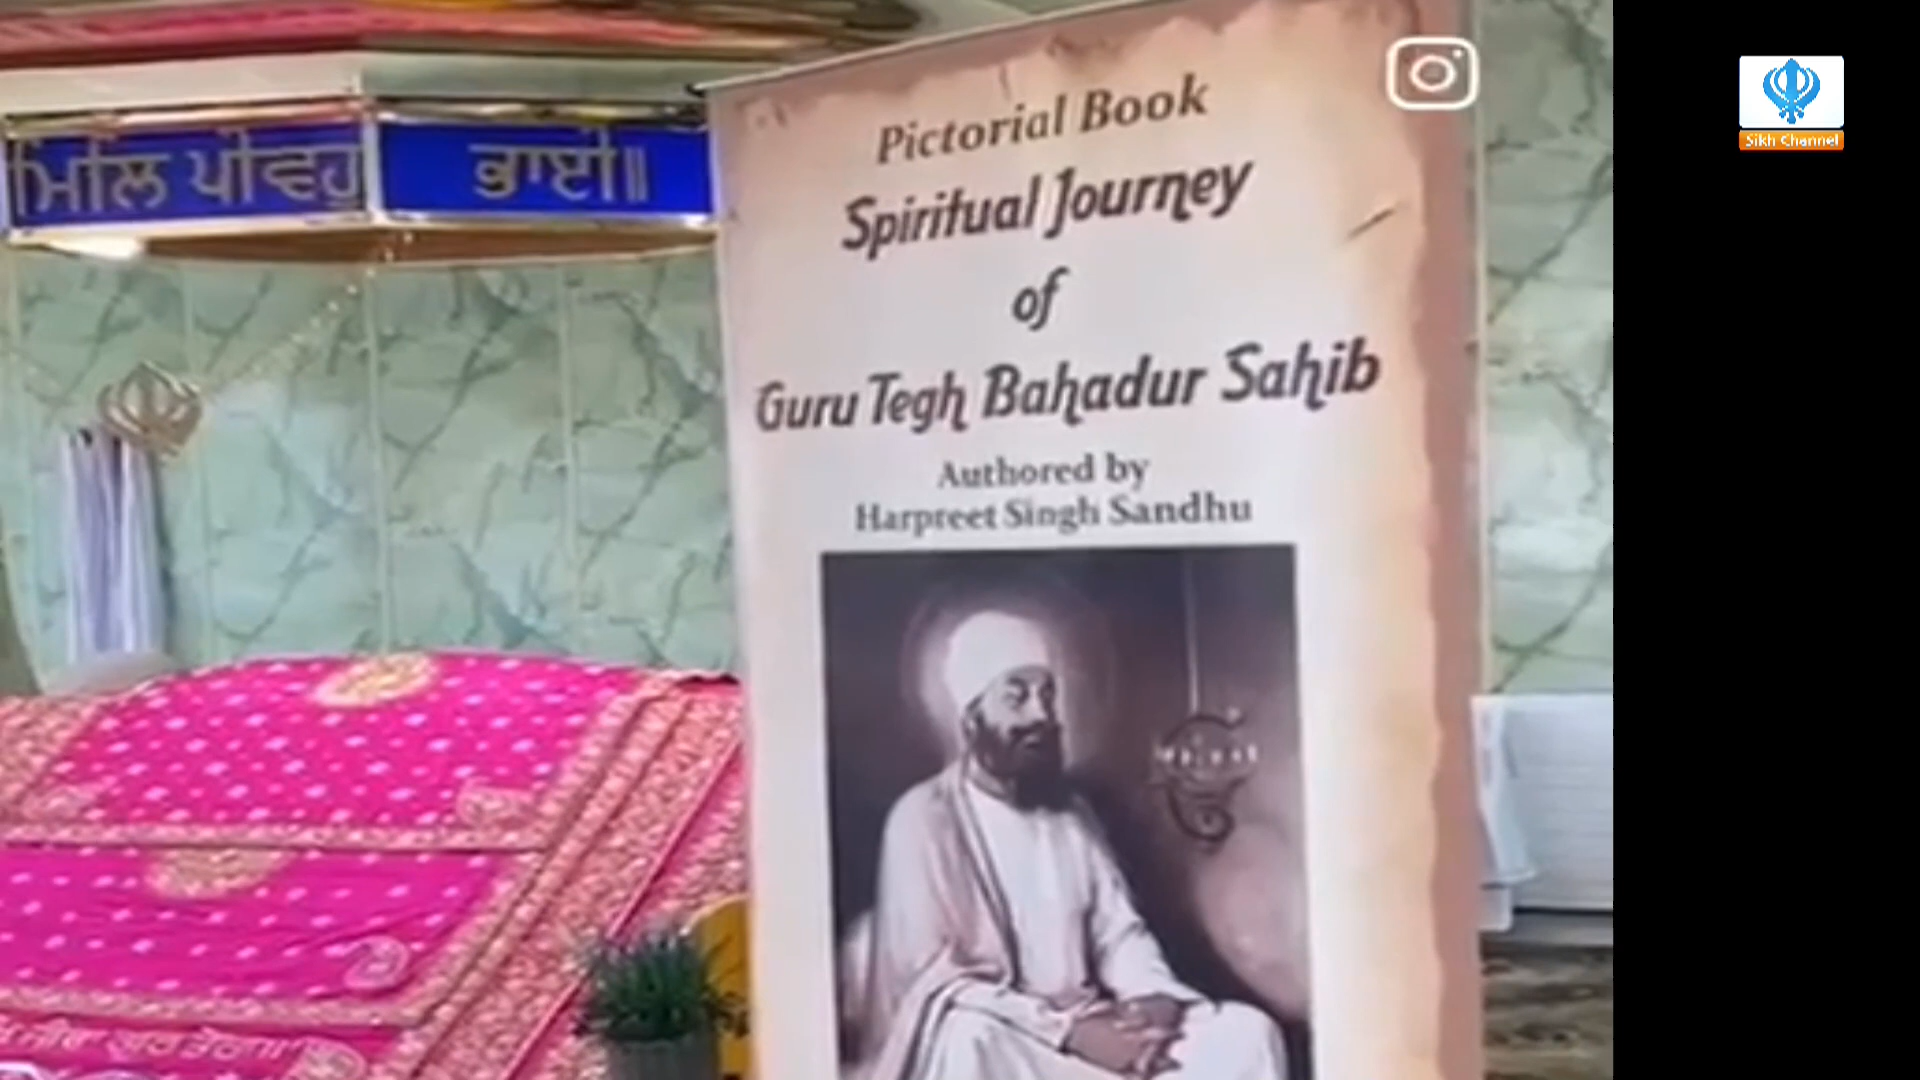 ਮਿਲਿ ਪੀਵਹੁ ਭਾਈ॥
Pictorial Book
Spiritual Journey
of
Guru Tegh Bahadur Sahib
Authored by
Harpreet Singh Sandhu
Sikh Channel